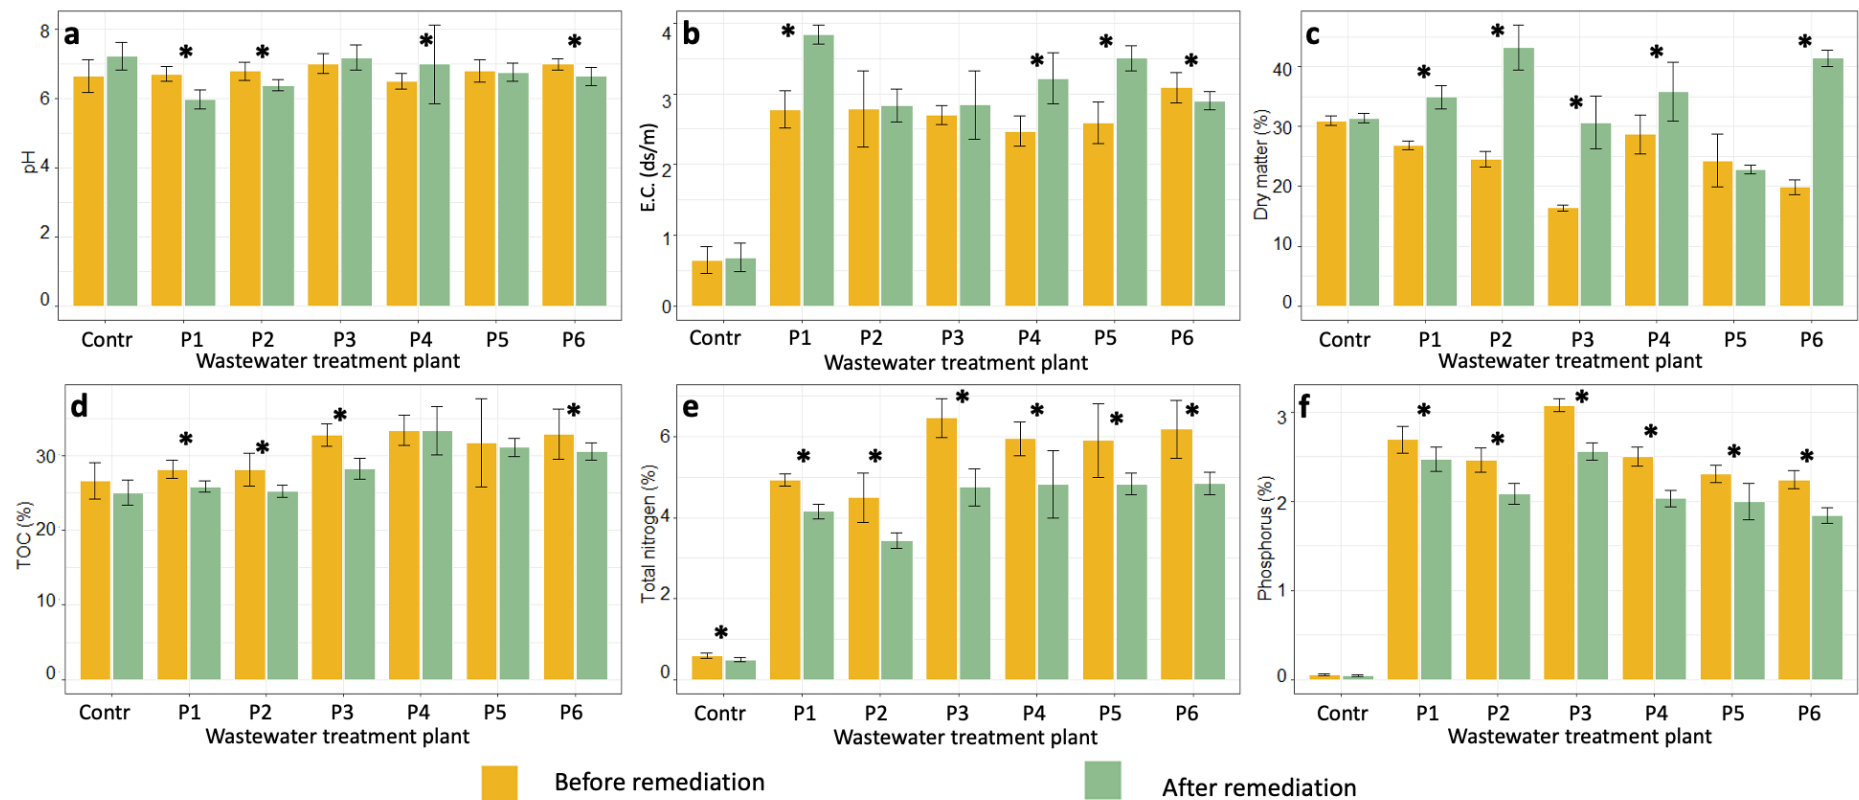 a
8
6
4
2
0
pH
*
*
*
*
Contr P1 P2 P3 P4 P5 P6
Wastewater treatment plant
b
4
3
2
1
0
E.C. (ds/m)
*
*
*
*
Contr P1 P2 P3 P4 P5 P6
Wastewater treatment plant
c
40
30
20
10
0
Dry matter (%)
*
*
*
*
*
Contr P1 P2 P3 P4 P5 P6
Wastewater treatment plant
d
30
20
10
0
TOC (%)
*
*
*
*
Contr P1 P2 P3 P4 P5 P6
Wastewater treatment plant
e
6
4
2
0
Total nitrogen (%)
*
*
*
*
*
*
*
Contr P1 P2 P3 P4 P5 P6
Wastewater treatment plant
f
3
2
1
0
Phosphorus (%)
*
*
*
*
*
*
Contr P1 P2 P3 P4 P5 P6
Wastewater treatment plant
Before remediation
After remediation